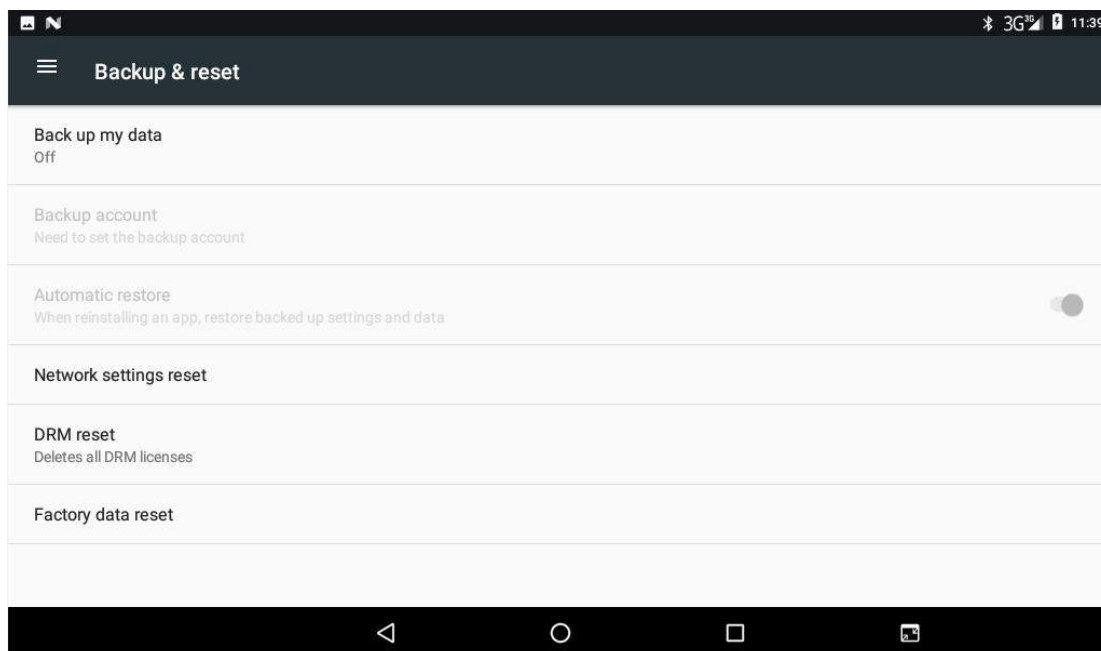 3G 3G 11:39
Backup & reset
Back up my data
Off
Backup account
Need to set the backup account
Automatic restore
When reinstalling an app, restore backed up settings and data
Network settings reset
DRM reset
Deletes all DRM licenses
Factory data reset